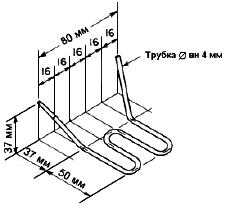 80 мм
16 16 16 16 16
Трубка ⌀ вн 4 мм
37 мм
37 мм
50 мм